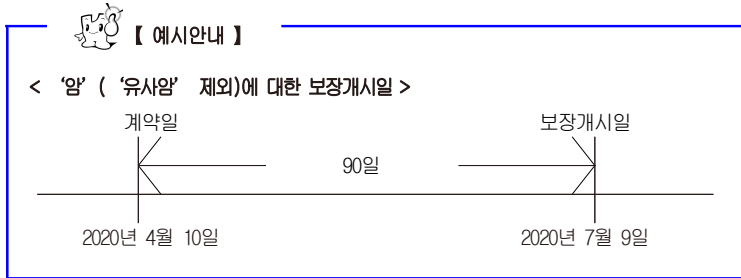 【 예시안내 】
< ‘암’ ( ‘유사암’ 제외)에 대한 보장개시일 >
계약일 보장개시일
90일
2020년 4월 10일 2020년 7월 9일